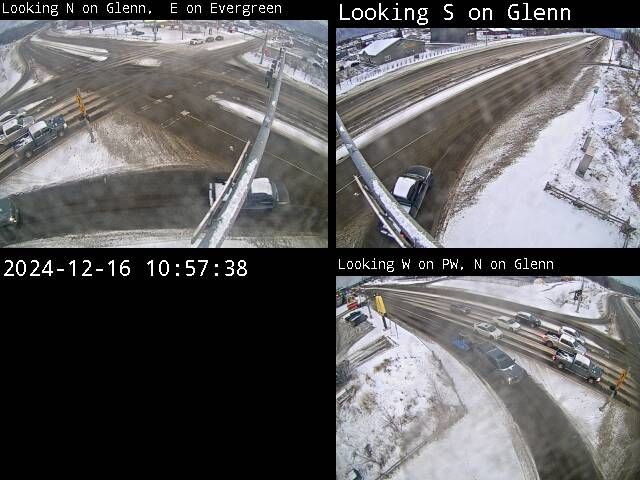 Looking N on Glenn,  E on Evergreen
Looking S on Glenn
2024-12-16 10:57:38
Looking W on PW, N on Glenn